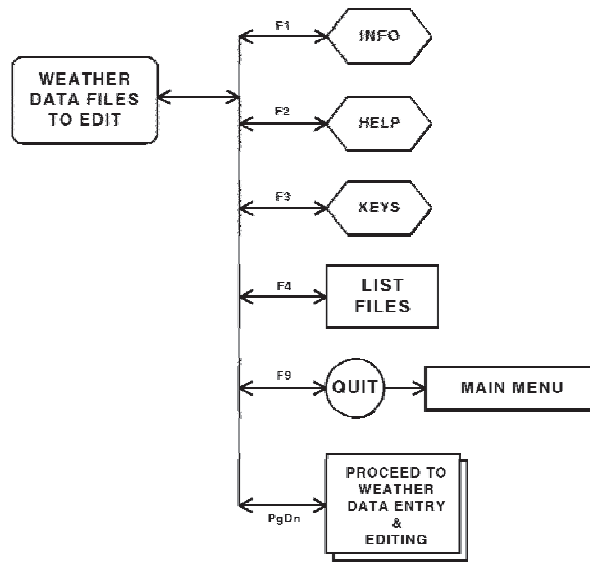 F1
INFO
WEATHER
DATA FILES
TO EDIT
F2
HELP
F3
KEYS
F4
LIST
FILES
F9
QUIT
MAIN MENU
PgDn
PROCEED TO
WEATHER
DATA ENTRY
&
EDITING